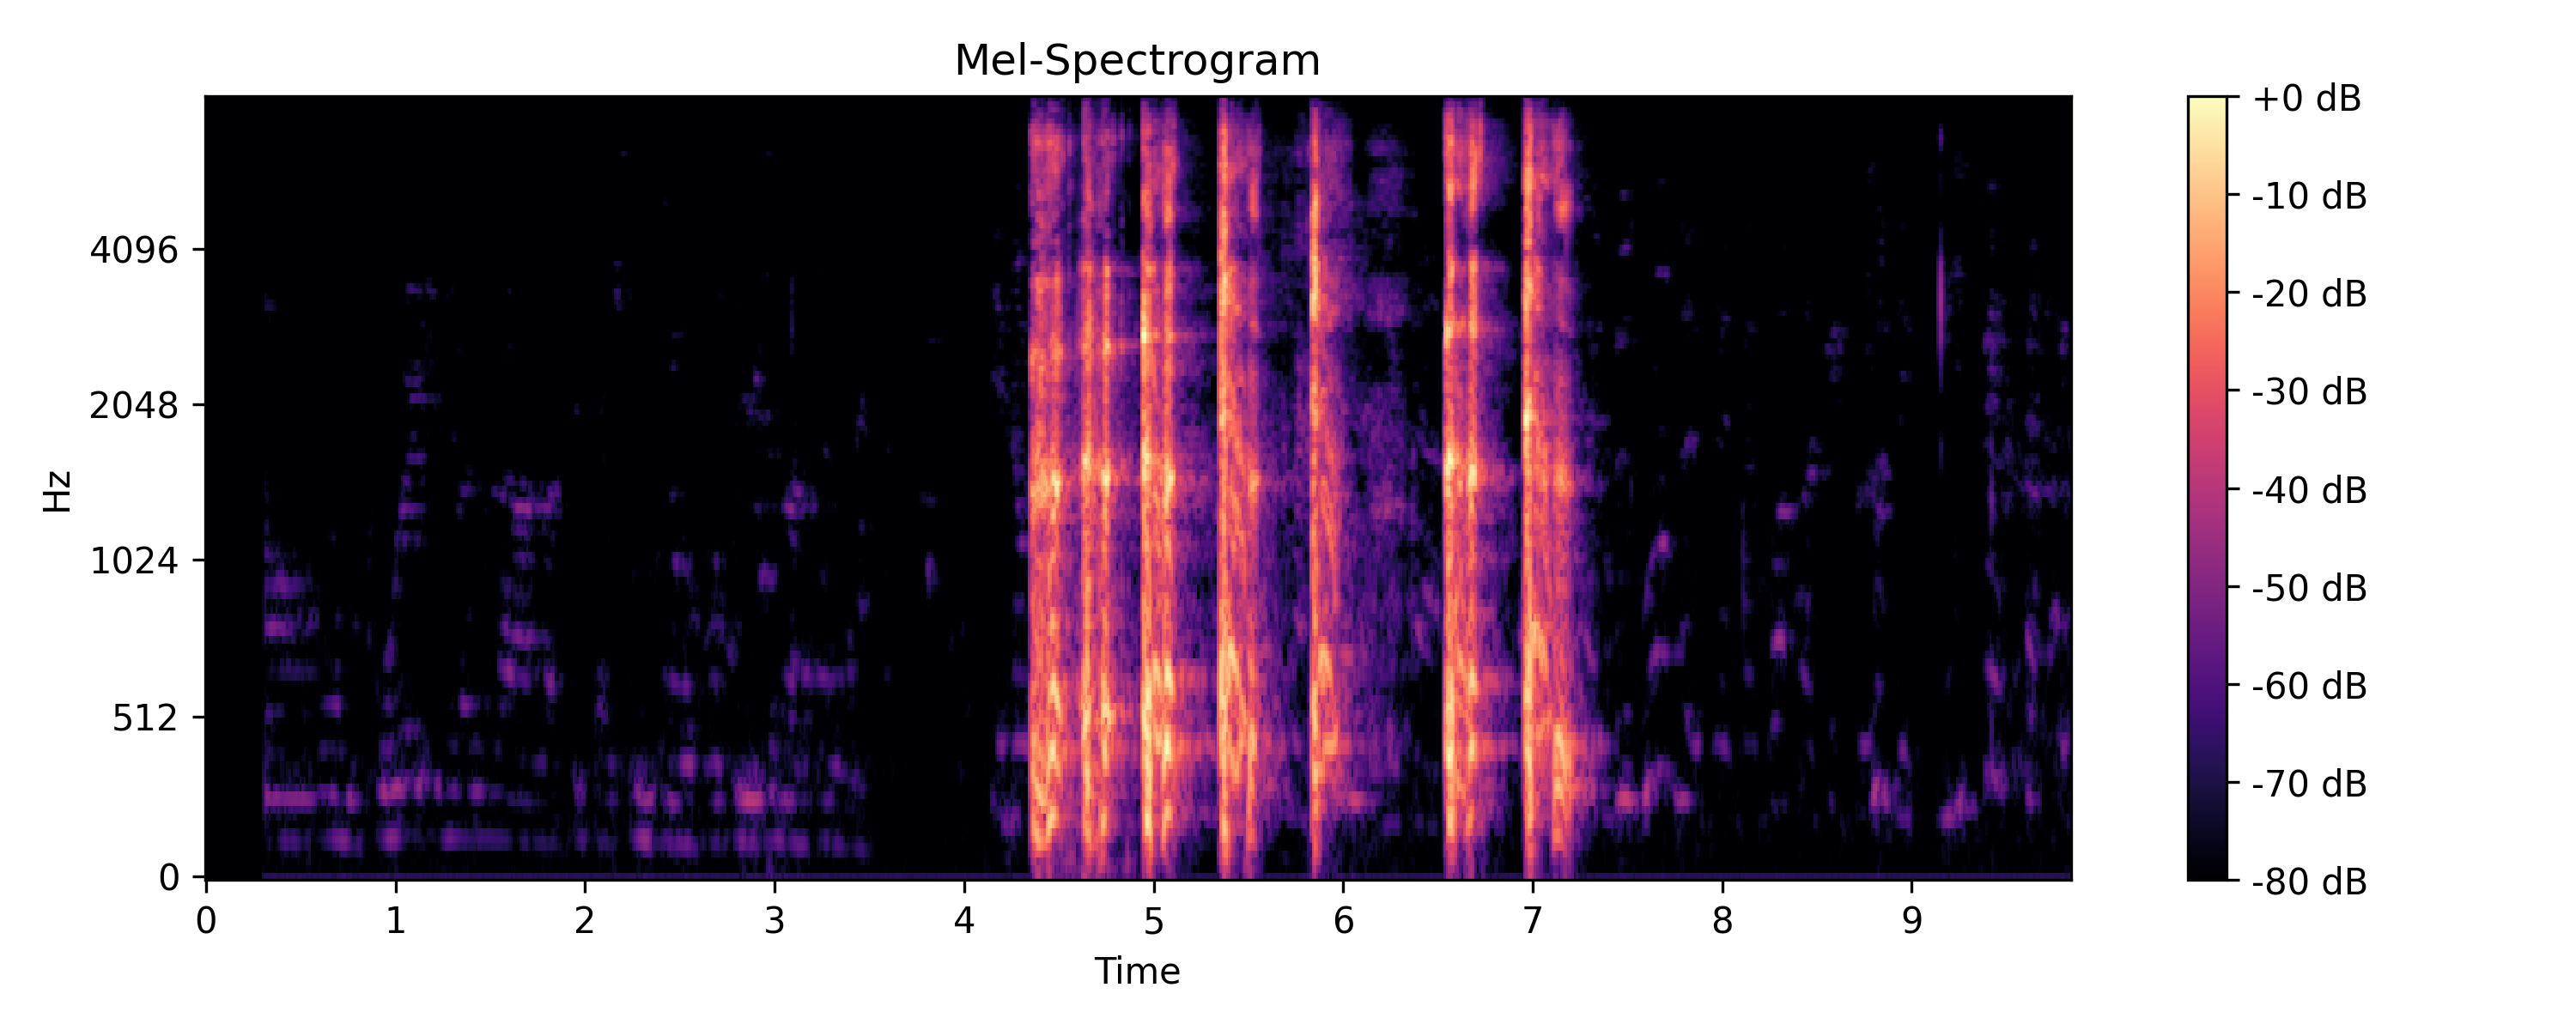 Mel-Spectrogram
Hz
4096
2048
1024
512
0
0 1 2 3 4 5 6 7 8 9
Time
+0 dB
-10 dB
-20 dB
-30 dB
-40 dB
-50 dB
-60 dB
-70 dB
-80 dB